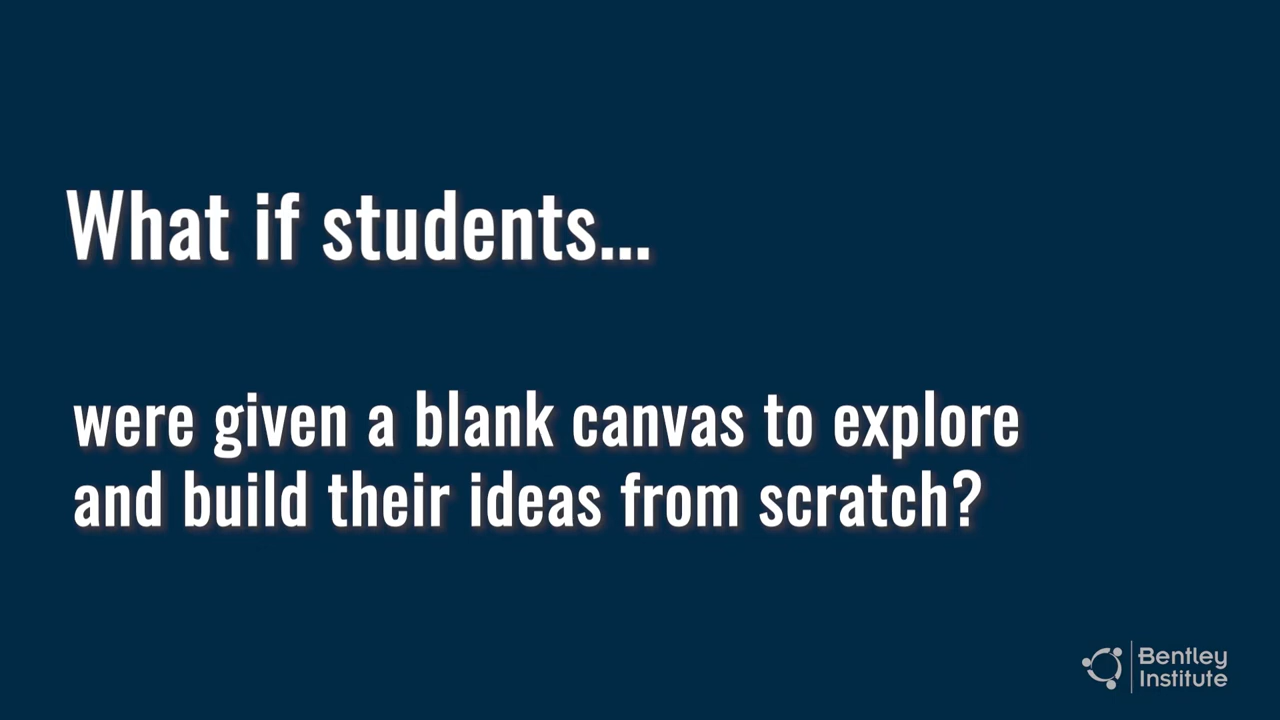 What if students...
were given a blank canvas to explore
and build their ideas from scratch?
Bentley
Institute